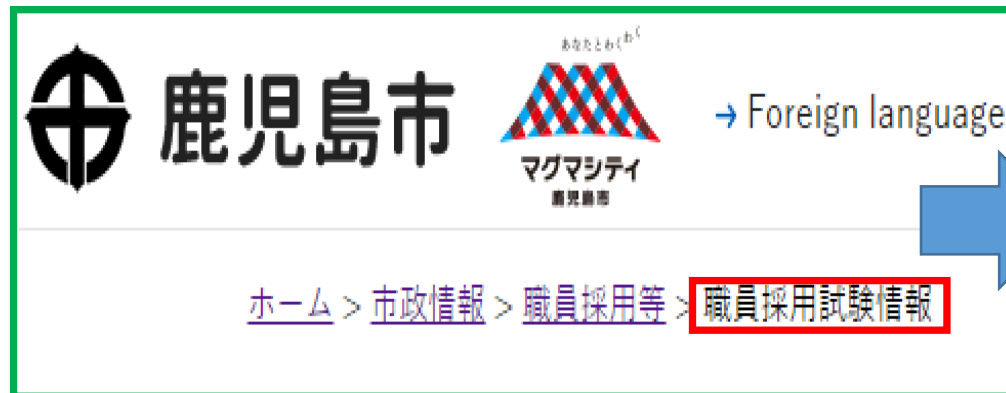 鹿児島市
あなたとわくわく
マグマシティ
鹿児島市
→ Foreign language
ホーム > 市政情報 > 職員採用等 > 職員採用試験情報